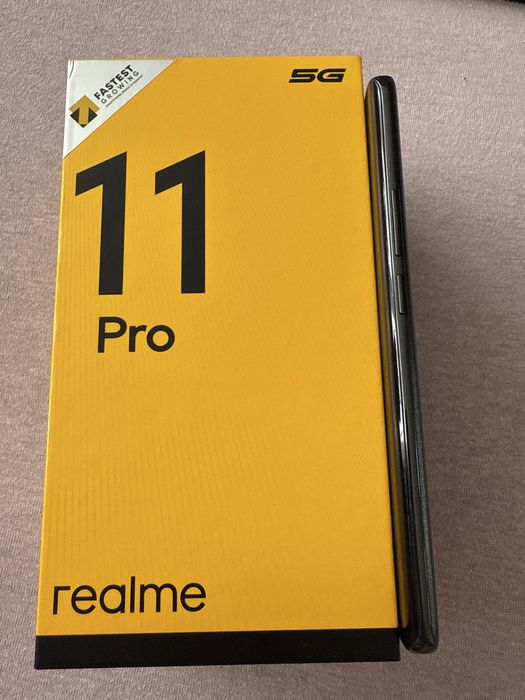 FASTEST
GROWING
5G
11
Pro
realme